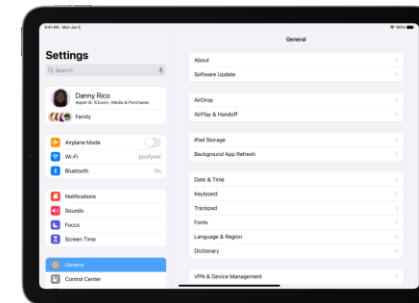 9:41 AM Mon Jun 5
100%
Settings
General
Search
Danny Rico
Apple ID, iCloud+, Media & Purchases
Family
Airplane Mode
Wi-Fi
Bluetooth On
Notifications
Sounds
Focus
Screen Time
General
Control Center
About
Software Update
AirDrop
AirPlay & Handoff
iPad Storage
Background App Refresh
Date & Time
Keyboard
Trackpad
Fonts
Language & Region
Dictionary
VPN & Device Management